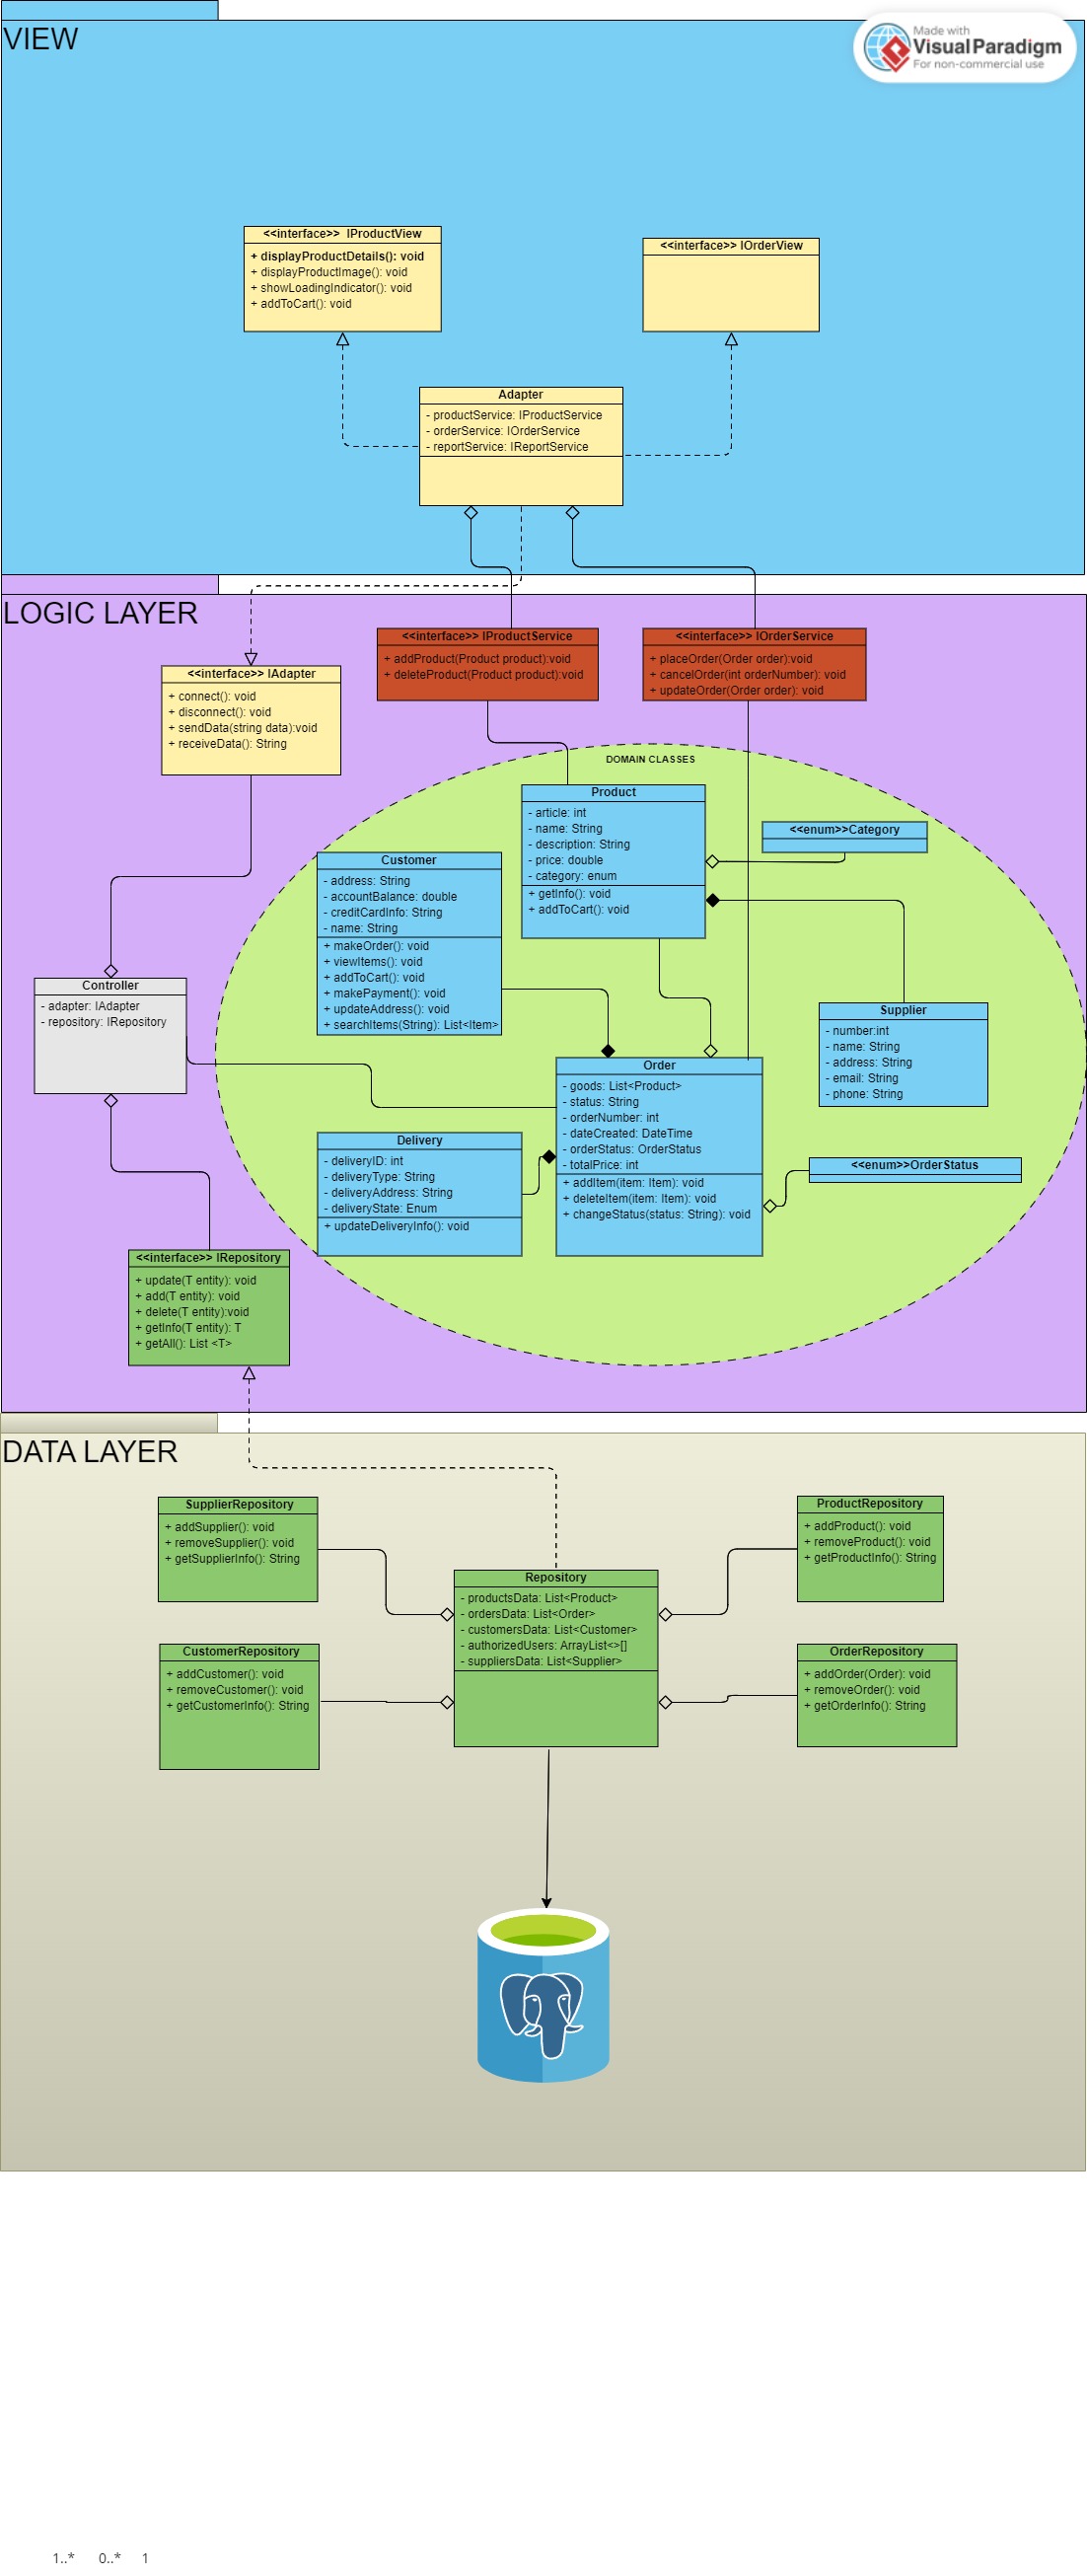 VIEW
Made with
Visual Paradigm
For non-commercial use
<<interface>> IProductView
+ displayProductDetails(): void
+ displayProductImage(): void
+ showLoadingIndicator(): void
+ addToCart(): void
<<interface>> IOrderView
Adapter
- productService: IProductService
- orderService: IOrderService
- reportService: IReportService
LOGIC LAYER
<<interface>> IProductService
+ addProduct(Product product):void
+ deleteProduct(Product product):void
<<interface>> IOrderService
+ placeOrder(Order order):void
+ cancelOrder(int orderNumber): void
+ updateOrder(Order order): void
<<interface>> IAdapter
+ connect(): void
+ disconnect(): void
+ sendData(string data):void
+ receiveData(): String
DOMAIN CLASSES
Product
- article: int
- name: String
- description: String
- price: double
- category: enum
+ getInfo(): void
+ addToCart(): void
<<enum>>Category
Customer
- address: String
- accountBalance: double
- creditCardInfo: String
- name: String
+ makeOrder(): void
+ viewItems(): void
+ addToCart(): void
+ makePayment(): void
+ updateAddress(): void
+ searchItems(String): List<Item>
Controller
- adapter: IAdapter
- repository: IRepository
Supplier
- number:int
- name: String
- address: String
- email: String
- phone: String
Order
- goods: List<Product>
- status: String
- orderNumber: int
- dateCreated: DateTime
- orderStatus: OrderStatus
- totalPrice: int
+ addItem(item: Item): void
+ deleteItem(item: Item): void
+ changeStatus(status: String): void
Delivery
- deliveryID: int
- deliveryType: String
- deliveryAddress: String
- deliveryState: Enum
+ updateDeliveryInfo(): void
<<enum>>OrderStatus
<<interface>> IRepository
+ update(T entity): void
+ add(T entity): void
+ delete(T entity):void
+ getInfo(T entity): T
+ getAll(): List <T>
DATA LAYER
SupplierRepository
+ addSupplier(): void
+ removeSupplier(): void
+ getSupplierInfo(): String
ProductRepository
+ addProduct(): void
+ removeProduct(): void
+ getProductInfo(): String
Repository
- productsData: List<Product>
- ordersData: List<Order>
- customersData: List<Customer>
- authorizedUsers: ArrayList<>[]
- suppliersData: List<Supplier>
CustomerRepository
+ addCustomer(): void
+ removeCustomer(): void
+ getCustomerInfo(): String
OrderRepository
+ addOrder(Order): void
+ removeOrder(): void
+ getOrderInfo(): String
1..* 0..* 1